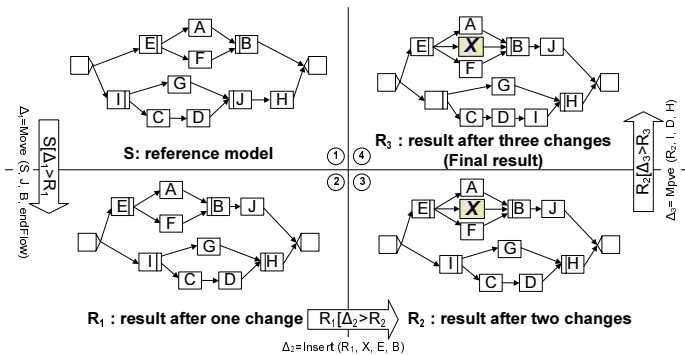 A
E
B
F
G
I
J
H
C
D
S: reference model
1
Δ1=Move (S, J, B, endFlow)
S[Δ1>R1
A
E
X
B
J
F
G
H
C
D
I
R3 : result after three changes
(Final result)
4
R2[Δ3>R3
Δ3= Mpve (R2, I, D, H)
2
A
E
B
J
F
G
I
H
C
D
R1 : result after one change
R1[Δ2>R2
Δ2=Insert (R1, X, E, B)
3
A
E
X
B
J
F
G
I
H
C
D
R2 : result after two changes